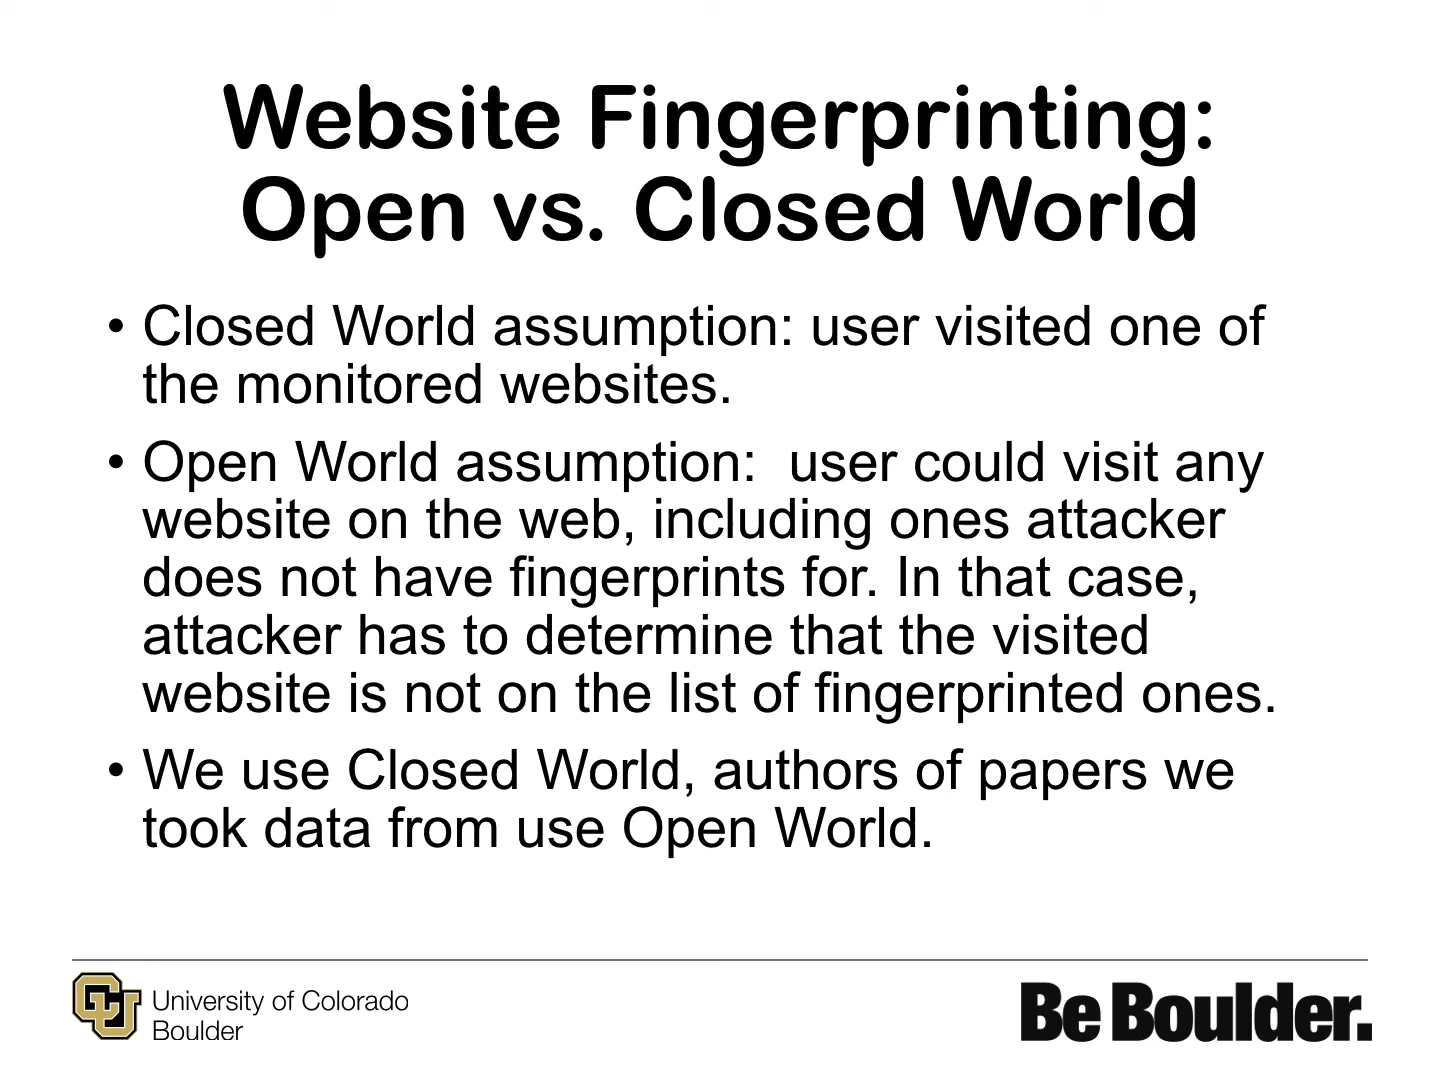 Website Fingerprinting:
Open vs. Closed World
• Closed World assumption: user visited one of
the monitored websites.
• Open World assumption:  user could visit any
website on the web, including ones attacker
does not have fingerprints for. In that case,
attacker has to determine that the visited
website is not on the list of fingerprinted ones.
• We use Closed World, authors of papers we
took data from use Open World.
CU University of Colorado
Boulder
Be Boulder.